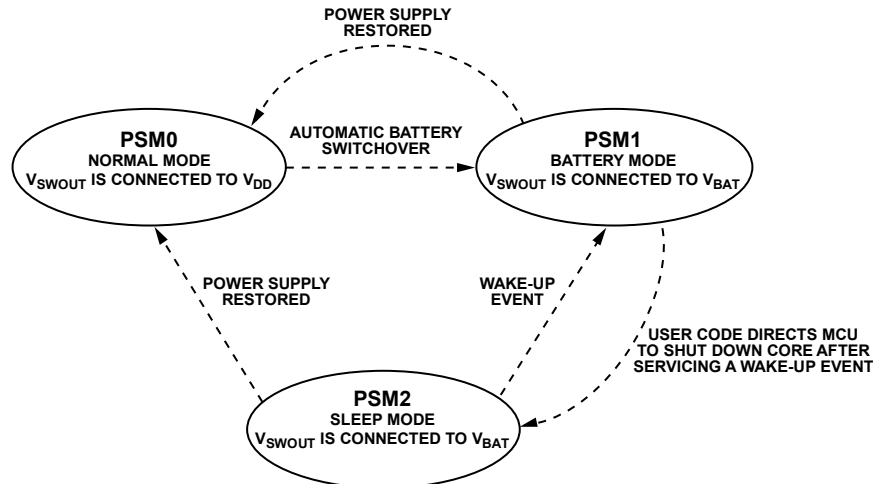 POWER SUPPLY
RESTORED
PSM0
NORMAL MODE
VSWOUT IS CONNECTED TO VDD
AUTOMATIC BATTERY
SWITCHOVER
PSM1
BATTERY MODE
VSWOUT IS CONNECTED TO VBAT
POWER SUPPLY
RESTORED
WAKE-UP
EVENT
USER CODE DIRECTS MCU
TO SHUT DOWN CORE AFTER
SERVICING A WAKE-UP EVENT
PSM2
SLEEP MODE
VSWOUT IS CONNECTED TO VBAT